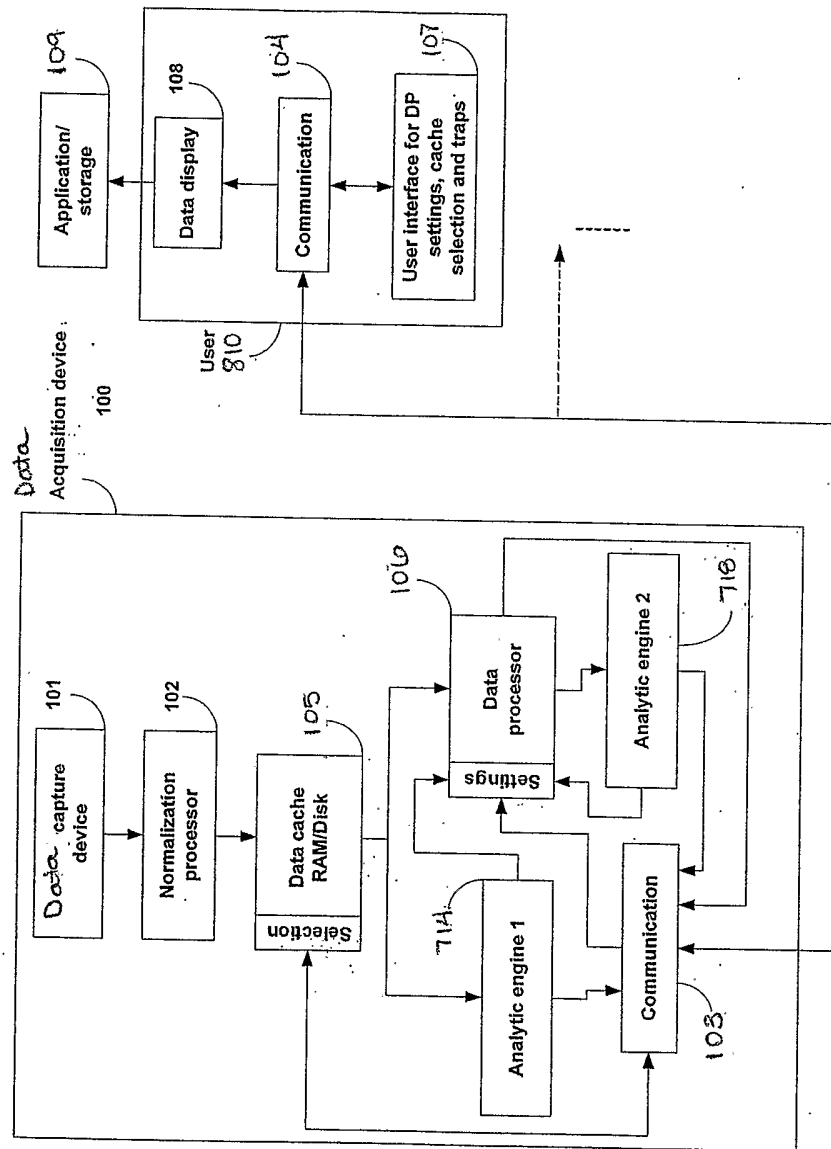 Data
Acquisition device
100
101
Data capture
device
102
Normalization
processor
105
Data cache
RAM/Disk
Selection
106
Data
processor
Settings
714
Analytic engine 1
Analytic engine 2
718
Communication
103
109
Application/
storage
108
Data display
104
Communication
107
User interface for DP
settings, cache
selection and traps
User
810